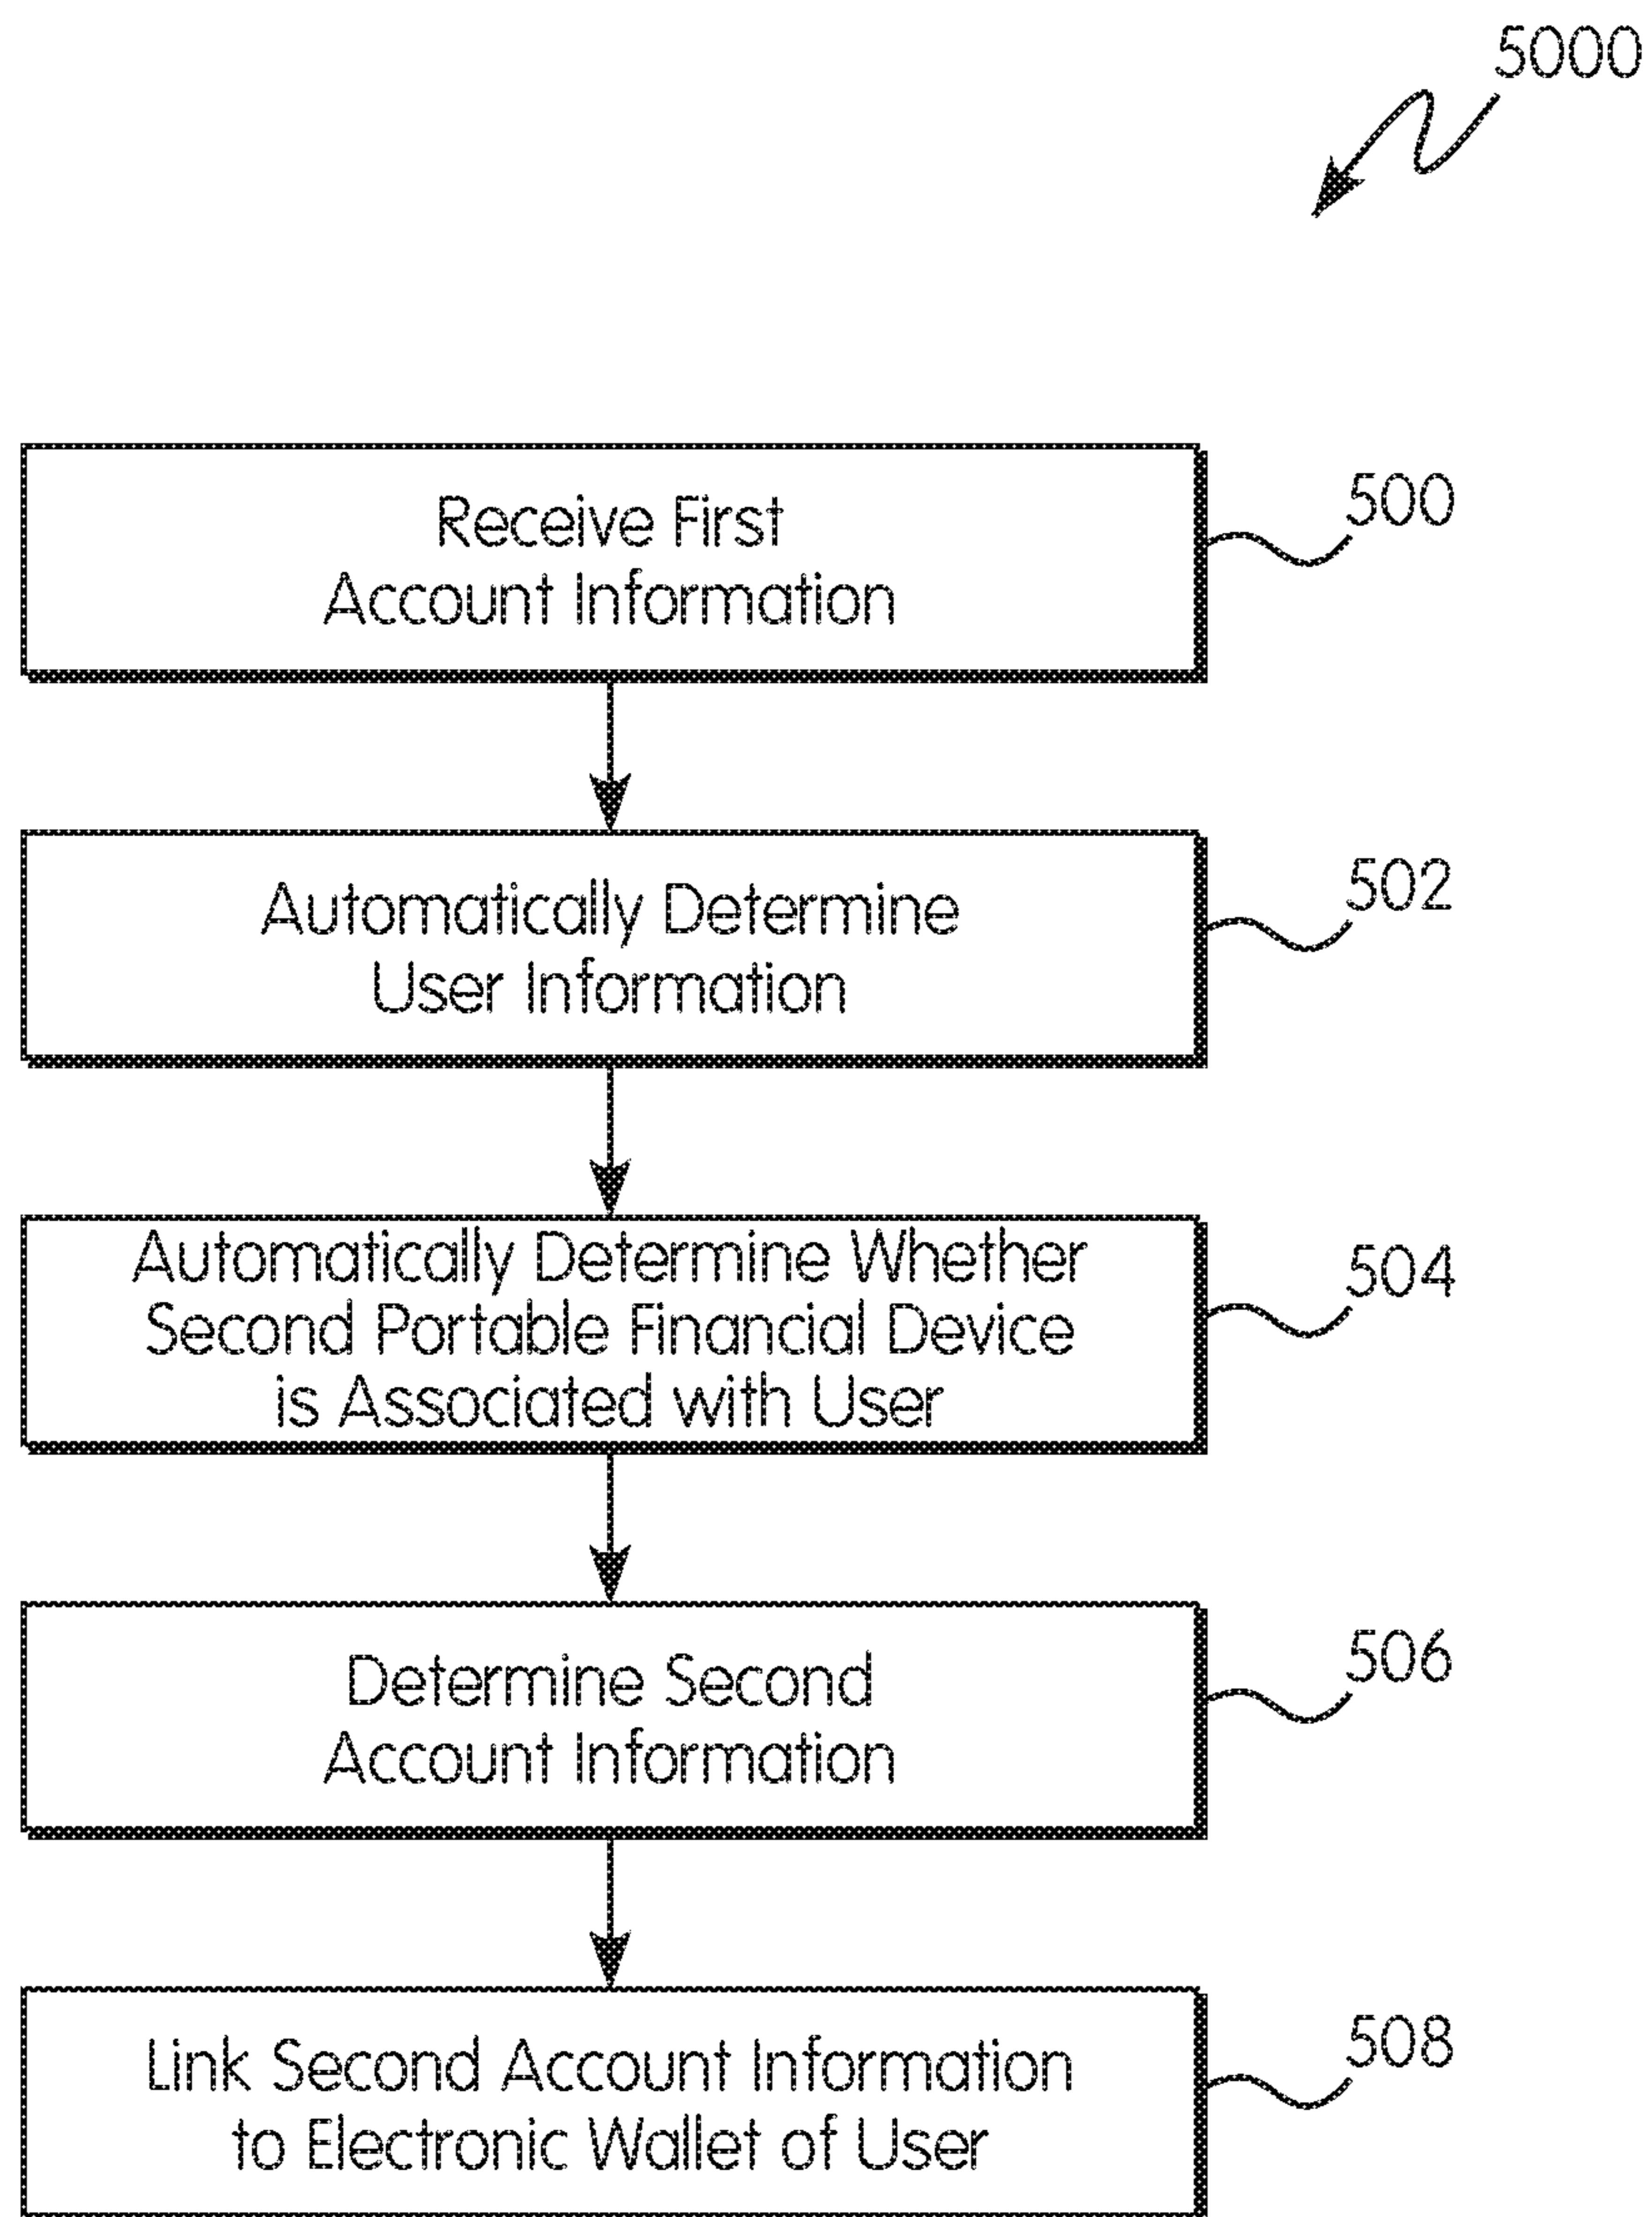 5000
Receive First
Account Information
500
Automatically Determine
User Information
502
Automatically Determine Whether
Second Portable Financial Device
is Associated with User
504
Determine Second
Account Information
506
Link Second Account Information
to Electronic Wallet of User
508